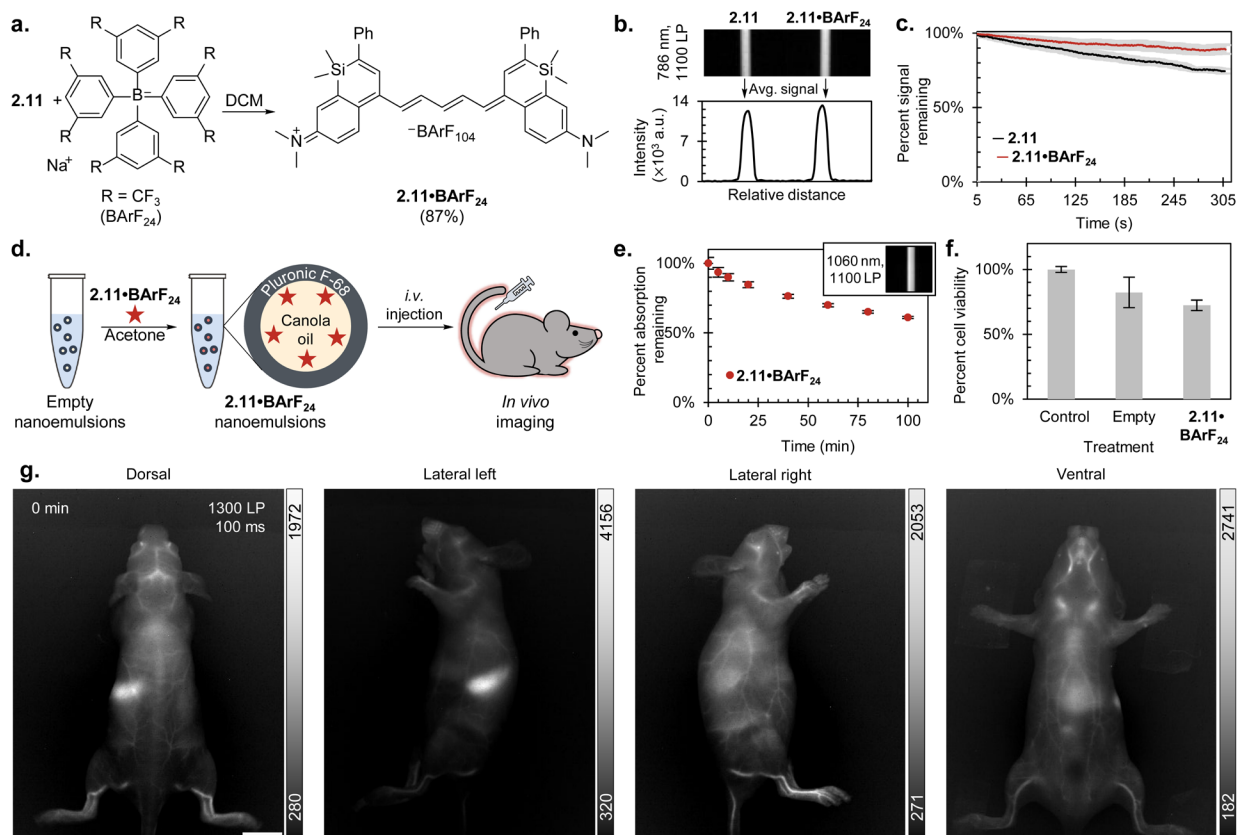 a.
R
R
R
R
R
R
R
R
B–
2.11 +
Na+
R = CF3
(BArF24)
DCM
Ph
Ph
Si
Si
N+
N
–BArF104
2.11•BArF24
(87%)
b.
2.11
2.11•BArF24
786 nm,
1100 LP
Avg. signal
14
7
0
Intensity
(×10³ a.u.)
Relative distance
c.
100%
50%
0%
Percent signal
remaining
2.11
2.11•BArF24
5
65
125
185
245
305
Time (s)
d.
2.11•BArF24
Acetone
Empty
nanoemulsions
Pluronic F-68
Canola
oil
2.11•BArF24
nanoemulsions
i.v.
injection
In vivo
imaging
e.
100%
50%
0%
Percent absorption
remaining
1060 nm,
1100 LP
2.11•BArF24
0
25
50
75
100
Time (min)
f.
100%
50%
0%
Percent cell viability
Control
Empty
2.11•
BArF24
Treatment
g.
Dorsal
Lateral left
Lateral right
Ventral
0 min
1300 LP
100 ms
1972
280
4156
320
2053
271
2741
182